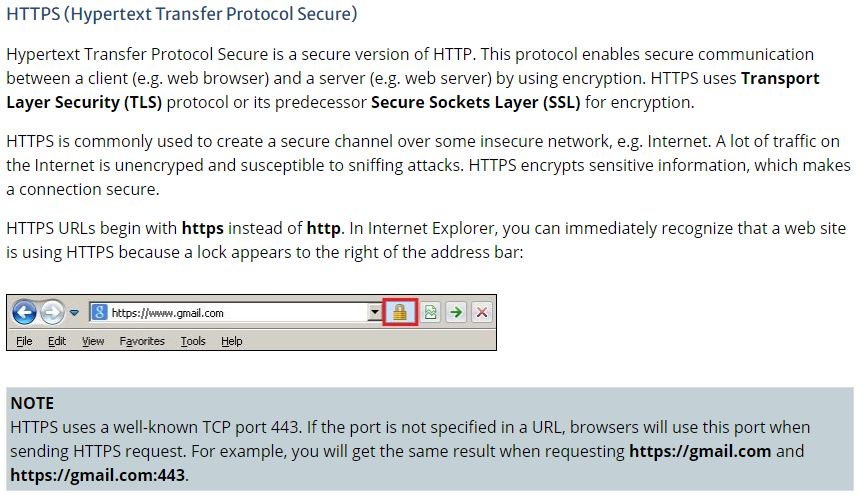 HTTPS (Hypertext Transfer Protocol Secure)
Hypertext Transfer Protocol Secure is a secure version of HTTP. This protocol enables secure communication
between a client (e.g. web browser) and a server (e.g. web server) by using encryption. HTTPS uses Transport
Layer Security (TLS) protocol or its predecessor Secure Sockets Layer (SSL) for encryption.
HTTPS is commonly used to create a secure channel over some insecure network, e.g. Internet. A lot of traffic on
the Internet is unencryped and susceptible to sniffing attacks. HTTPS encrypts sensitive information, which makes
a connection secure.
HTTPS URLs begin with https instead of http. In Internet Explorer, you can immediately recognize that a web site
is using HTTPS because a lock appears to the right of the address bar:
8 https://www.gmail.com
File Edit View Favorites Tools Help
NOTE
HTTPS uses a well-known TCP port 443. If the port is not specified in a URL, browsers will use this port when
sending HTTPS request. For example, you will get the same result when requesting https://gmail.com and
https://gmail.com:443.